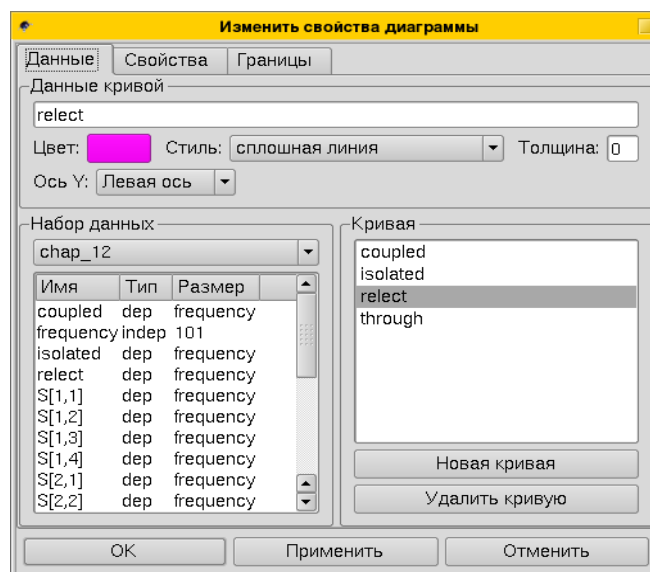 Изменить свойства диаграммы
Данные Свойства Границы
Данные кривой
relect
Цвет: Стиль: сплошная линия Толщина: 0
Ось Y: Левая ось
Набор данных
chap_12
Имя Тип Размер
coupled dep frequency
frequency indep 101
isolated dep frequency
relect dep frequency
S[1,1] dep frequency
S[1,2] dep frequency
S[1,3] dep frequency
S[1,4] dep frequency
S[2,1] dep frequency
S[2,2] dep frequency
Кривая
coupled
isolated
relect
through
Новая кривая
Удалить кривую
OK Применить Отменить